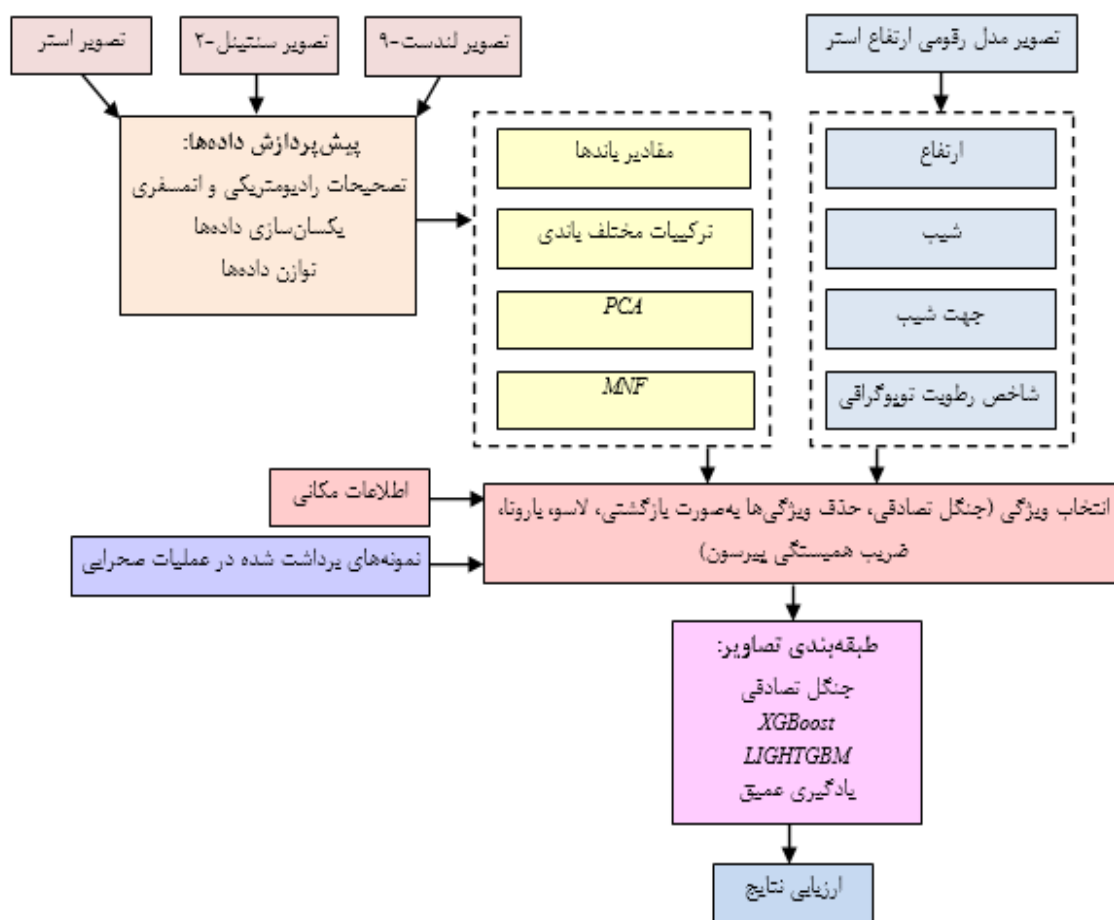 تصویر مدل رقومی ارتفاع استر
تصویر لندست-۹
تصویر سنتینل-۲
تصویر استر
پیش‌پردازش داده‌ها:
تصحیحات رادیومتریکی و اتمسفری
یکسان‌سازی داده‌ها
توازن داده‌ها
مقادیر باندها
ترکیبات مختلف باندی
PCA
MNF
ارتفاع
شیب
جهت شیب
شاخص رطوبت توپوگرافی
اطلاعات مکانی
نمونه‌های برداشت شده در عملیات صحرایی
انتخاب ویژگی (جنگل تصادفی، حذف ویژگی‌ها به‌صورت بازگشتی، لاسو، باروتا،
ضریب همبستگی پیرسون)
طبقه‌بندی تصاویر:
جنگل تصادفی
XGBoost
LIGHTGBM
یادگیری عمیق
ارزیابی نتایج